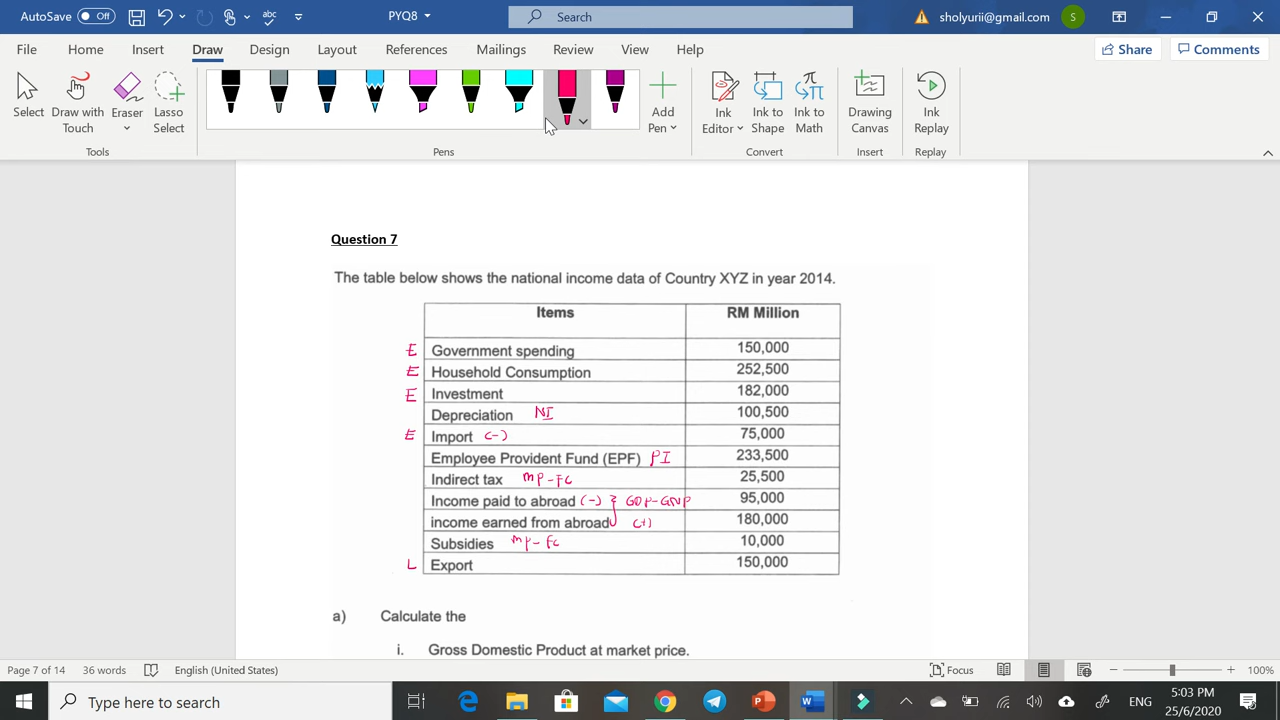 AutoSave Off PYQ8 Search sholyurii@gmail.com S
File Home Insert Draw Design Layout References Mailings Review View Help Share Comments
Select Draw with Touch Eraser Lasso Select Add Pen Ink Editor Ink to Shape Ink to Math Drawing Canvas Ink Replay
Tools Pens Convert Insert Replay
Question 7
The table below shows the national income data of Country XYZ in year 2014.
Items RM Million
E Government spending 150,000
E Household Consumption 252,500
E Investment 182,000
Depreciation NI 100,500
E Import (-) 75,000
Employee Provident Fund (EPF) PI 233,500
Indirect tax MP-FC 25,500
Income paid to abroad (-) } GDP-GNP 95,000
income earned from abroad (+) 180,000
Subsidies MP-FC 10,000
L Export 150,000
a) Calculate the
i. Gross Domestic Product at market price.
Page 7 of 14 36 words English (United States) Focus 100%
Type here to search ENG 5:03 PM 25/6/2020